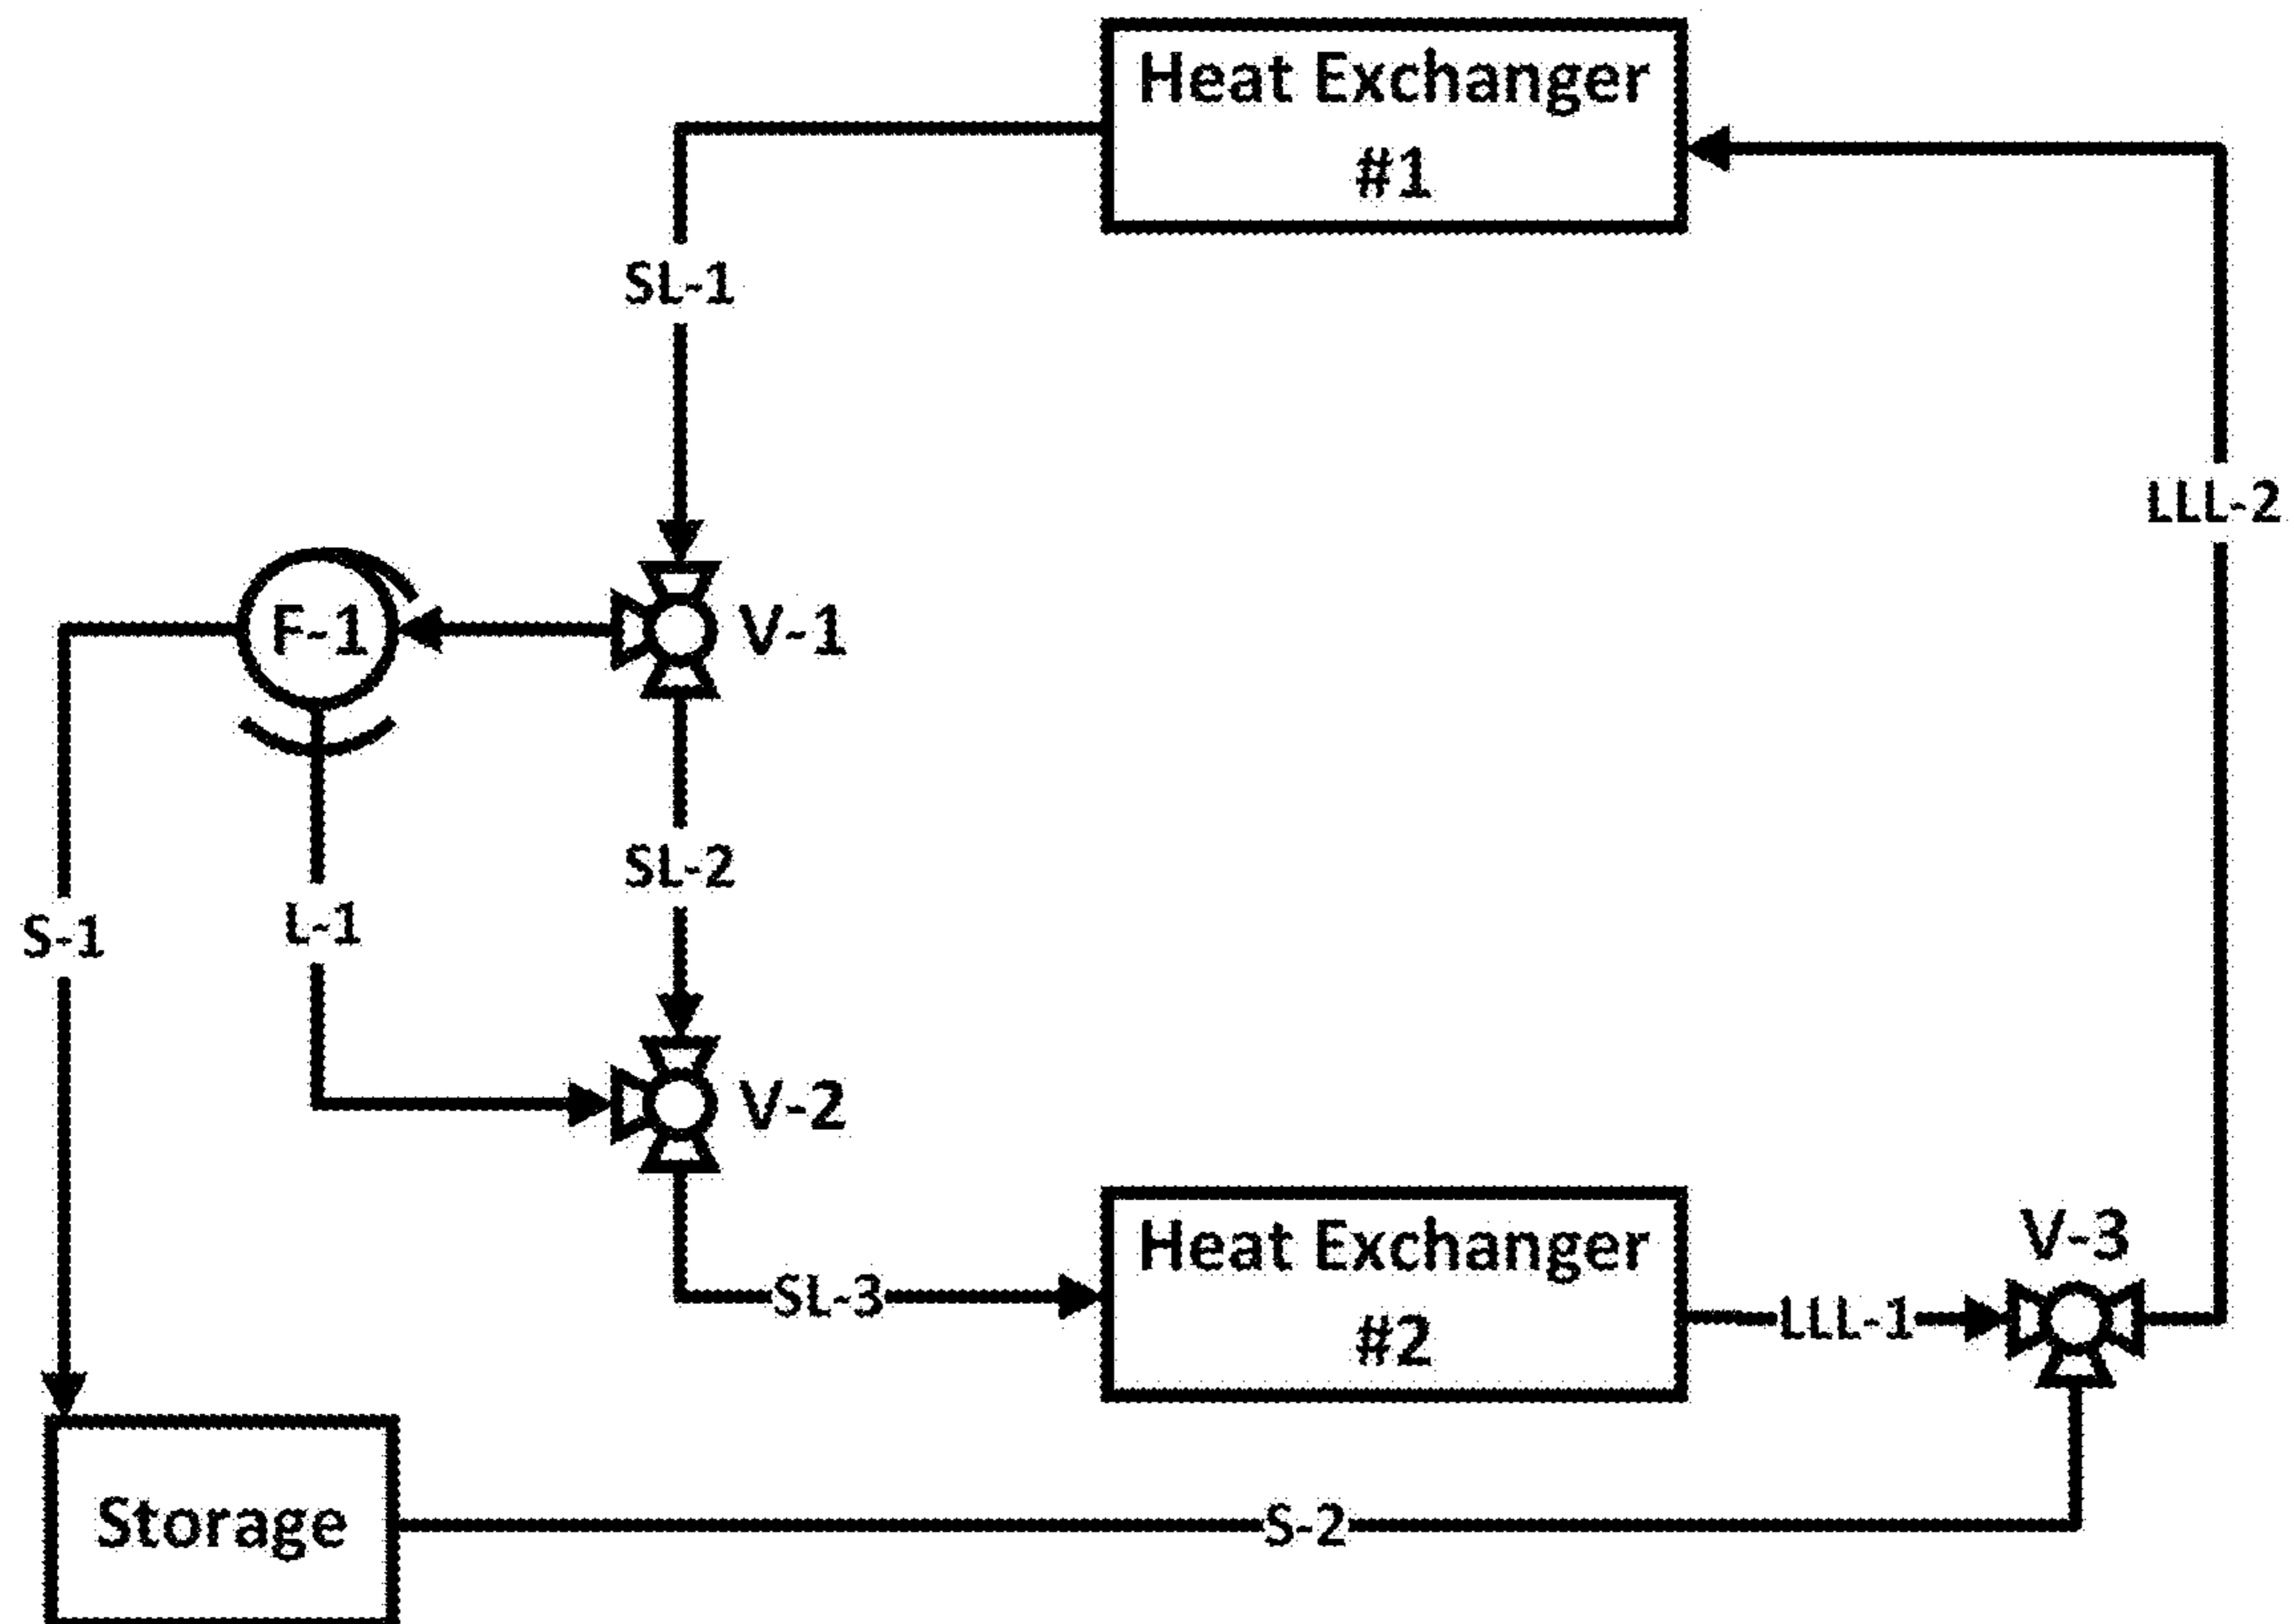 Heat Exchanger
#1
SL-1
LLL-2
F-1
V-1
SL-2
S-1
L-1
V-2
Heat Exchanger
#2
V-3
SL-3
LLL-1
Storage
S-2